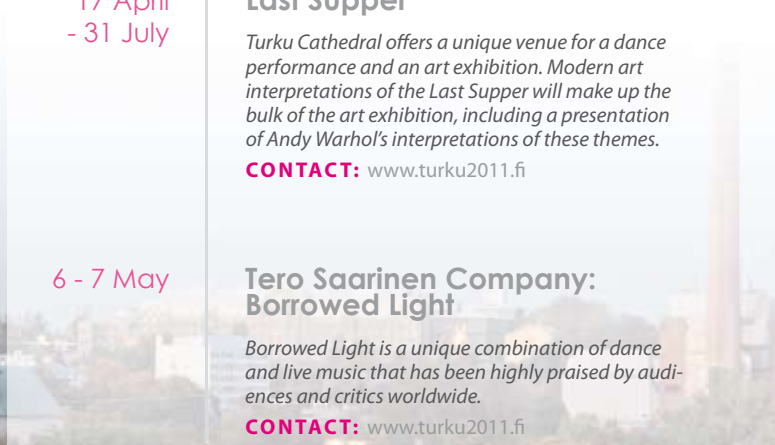 17 April
- 31 July
Last Supper
Turku Cathedral offers a unique venue for a dance
performance and an art exhibition. Modern art
interpretations of the Last Supper will make up the
bulk of the art exhibition, including a presentation
of Andy Warhol's interpretations of these themes.
CONTACT: www.turku2011.fi
6 - 7 May
Tero Saarinen Company:
Borrowed Light
Borrowed Light is a unique combination of dance
and live music that has been highly praised by audi-
ences and critics worldwide.
CONTACT: www.turku2011.fi